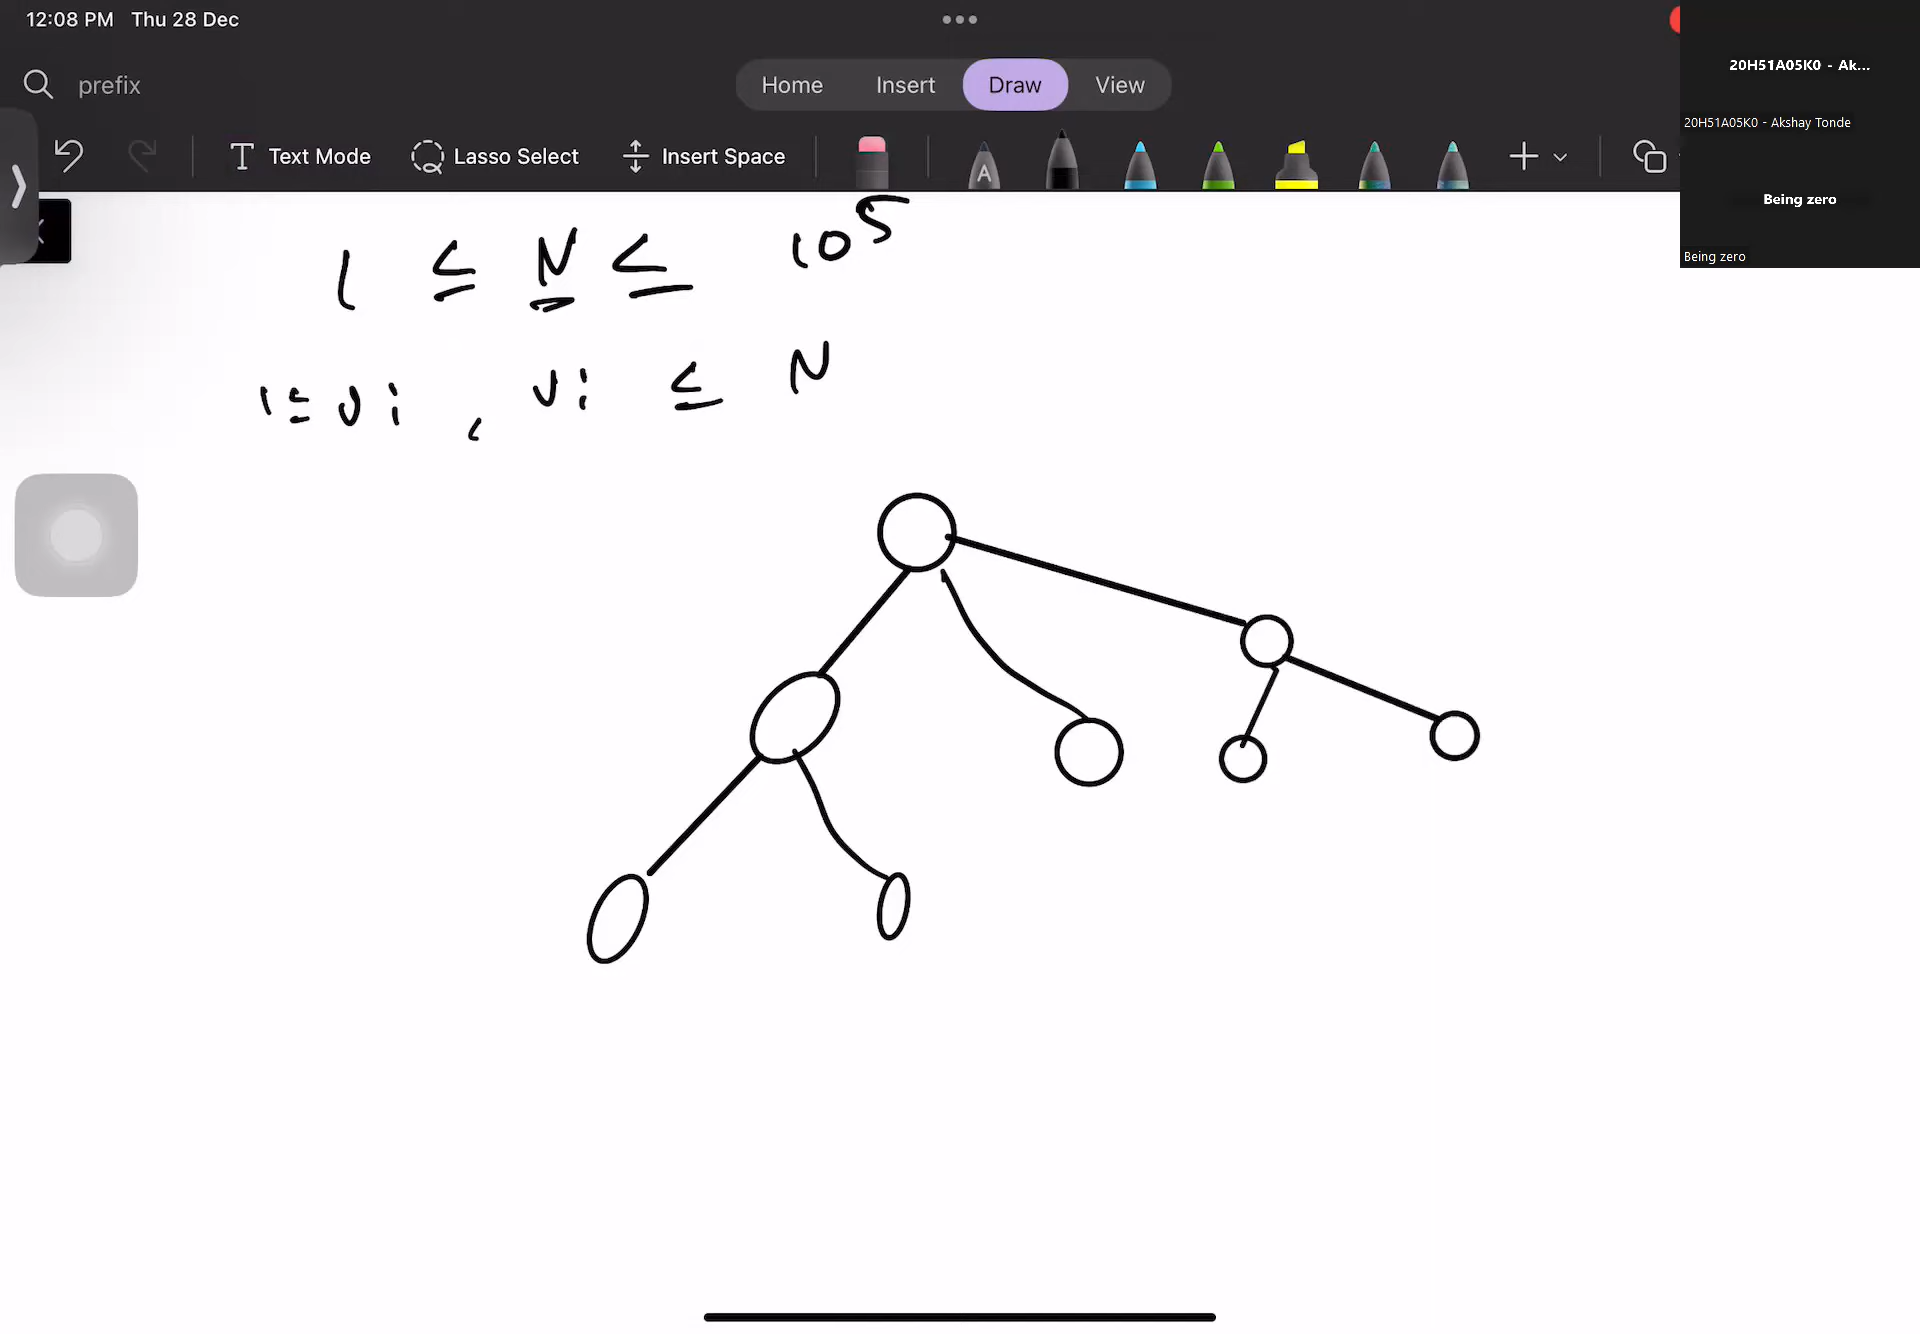 12:08 PM Thu 28 Dec
prefix
Home Insert Draw View
Text Mode Lasso Select Insert Space
A
20H51A05K0 - Ak...
20H51A05K0 - Akshay Tonde
Being zero
Being zero
1 ≤ N ≤ 10⁵
1 ≤ vi , vi ≤ N